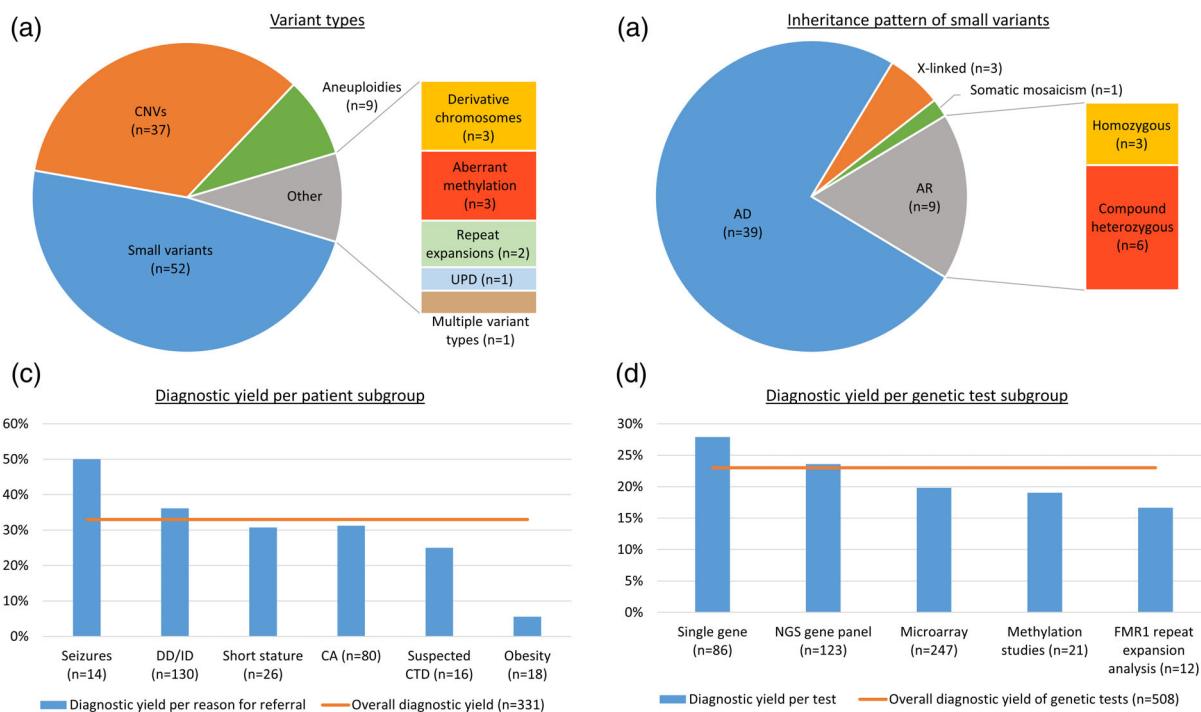 (a)
Variant types
CNVs
(n=37)
Aneuploidies
(n=9)
Other
Small variants
(n=52)
Derivative
chromosomes
(n=3)
Aberrant
methylation
(n=3)
Repeat
expansions (n=2)
UPD (n=1)
Multiple variant
types (n=1)
(a)
Inheritance pattern of small variants
X-linked (n=3)
Somatic mosaicism (n=1)
AD
(n=39)
AR
(n=9)
Homozygous
(n=3)
Compound
heterozygous
(n=6)
(c)
Diagnostic yield per patient subgroup
60%
50%
40%
30%
20%
10%
0%
Seizures
(n=14)
DD/ID
(n=130)
Short stature
(n=26)
CA (n=80)
Suspected
CTD (n=16)
Obesity
(n=18)
Diagnostic yield per reason for referral
Overall diagnostic yield (n=331)
(d)
Diagnostic yield per genetic test subgroup
30%
25%
20%
15%
10%
5%
0%
Single gene
(n=86)
NGS gene panel
(n=123)
Microarray
(n=247)
Methylation
studies (n=21)
FMR1 repeat
expansion
analysis (n=12)
Diagnostic yield per test
Overall diagnostic yield of genetic tests (n=508)